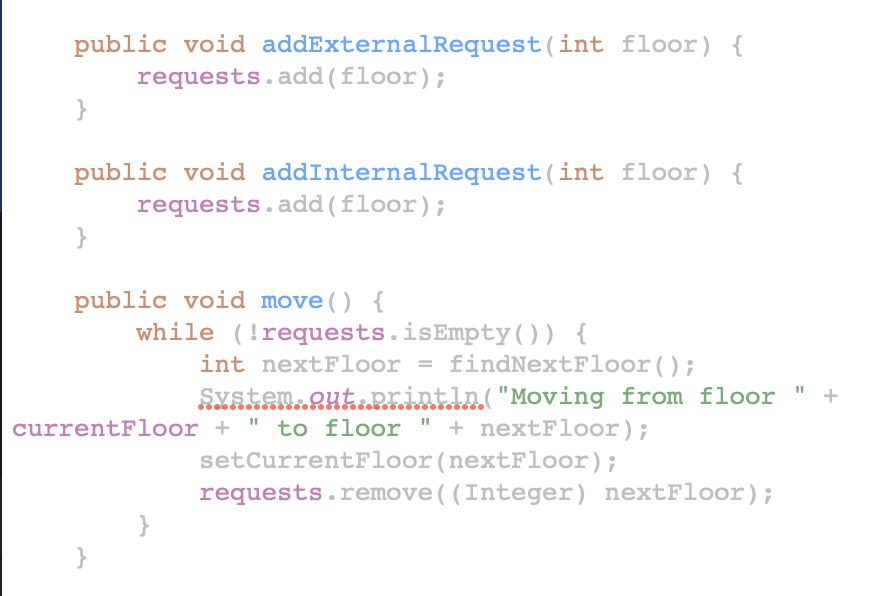 public void addExternalRequest(int floor) {
requests.add(floor);
}
public void addInternalRequest(int floor) {
requests.add(floor);
}
public void move() {
while (!requests.isEmpty()) {
int nextFloor = findNextFloor();
System.out.println("Moving from floor " +
currentFloor + " to floor " + nextFloor);
setCurrentFloor(nextFloor);
requests.remove((Integer) nextFloor);
}
}